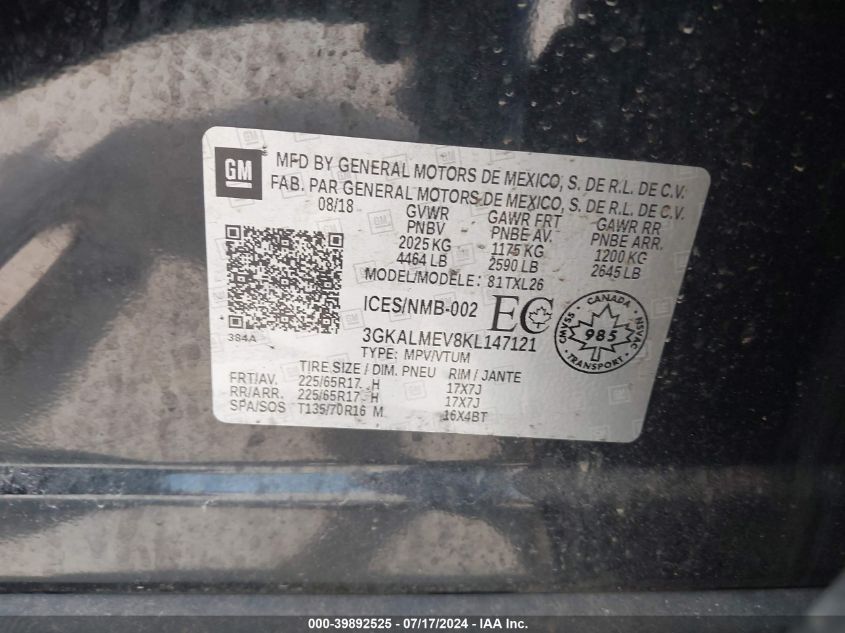 GM
MFD BY GENERAL MOTORS DE MEXICO, S. DE R.L. DE C.V.
FAB. PAR GENERAL MOTORS DE MEXICO, S. DE R.L. DE C.V.
08/18 GVWR GAWR FRT GAWR RR
PNBV PNBE AV. PNBE ARR.
2025 KG 1175 KG 1200 KG
4464 LB 2590 LB 2645 LB
MODEL/MODÈLE: 81TXL26
ICES/NMB-002 EC
384A
3GKALMEV8KL147121
CMVSS CANADA NSVAC
985
TYPE: MPV/VTUM
TIRE SIZE / DIM. PNEU RIM / JANTE
FRT/AV. 225/65R17 H 17X7J
RR/ARR. 225/65R17 H 17X7J
SPA/SOS T135/70R16 M 16X4BT
000-39892525 - 07/17/2024 - IAA Inc.